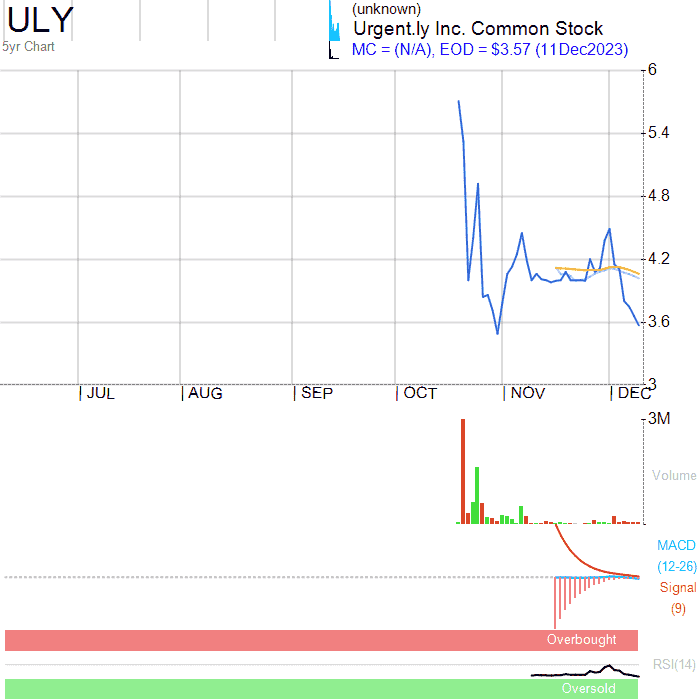 ULY
5yr Chart
(unknown)
Urgent.ly Inc. Common Stock
MC = (N/A), EOD = $3.57 (11Dec2023)
6
5.4
4.8
4.2
3.6
3
JUL AUG SEP OCT NOV DEC
3M
Volume
MACD
(12-26)
Signal
(9)
Overbought
RSI(14)
Oversold